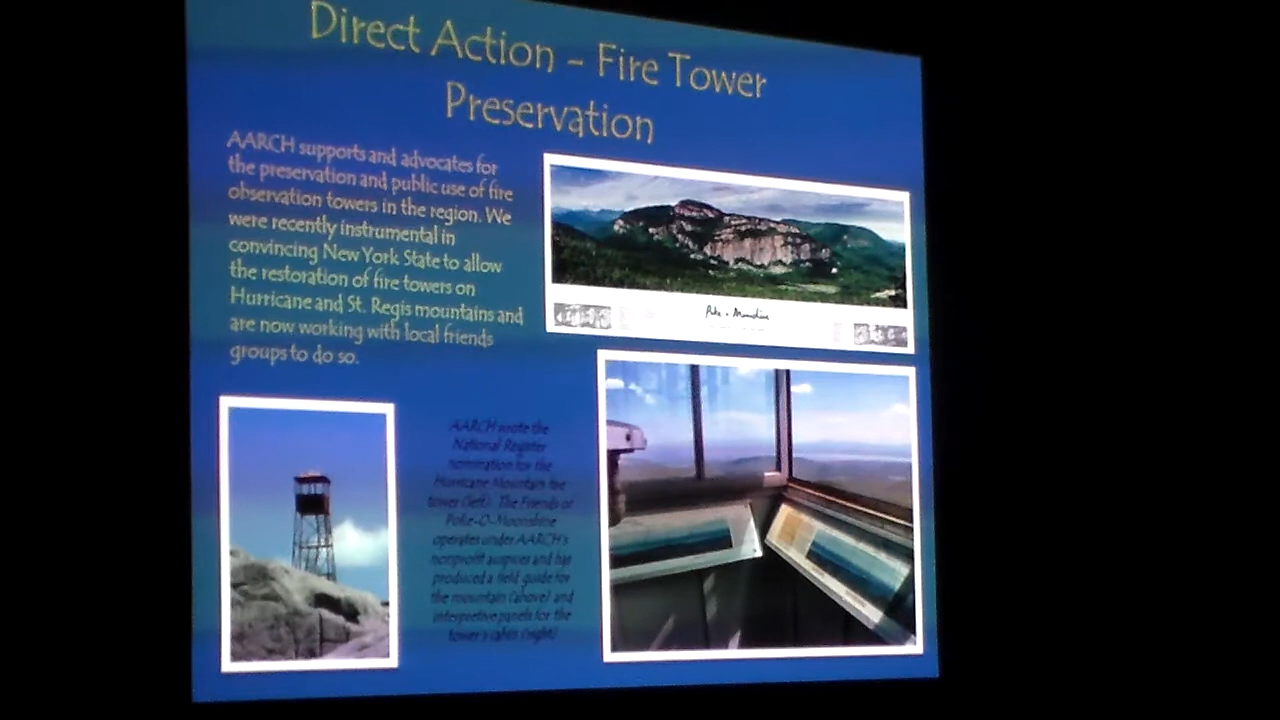 Direct Action - Fire Tower
Preservation
AARCH supports and advocates for
the preservation and public use of fire
observation towers in the region. We
were recently instrumental in
convincing New York State to allow
the restoration of fire towers on
Hurricane and St. Regis mountains and
are now working with local friends
groups to do so.
Poke-o-Moonshine
AARCH wrote the
National Register
nomination for the
Hurricane Mountain fire
tower (left). The Friends of
Poke-O-Moonshine
operates under AARCH's
nonprofit auspices and has
produced a field guide for
the mountain (above) and
interpretive panels for the
tower's cabin (right)